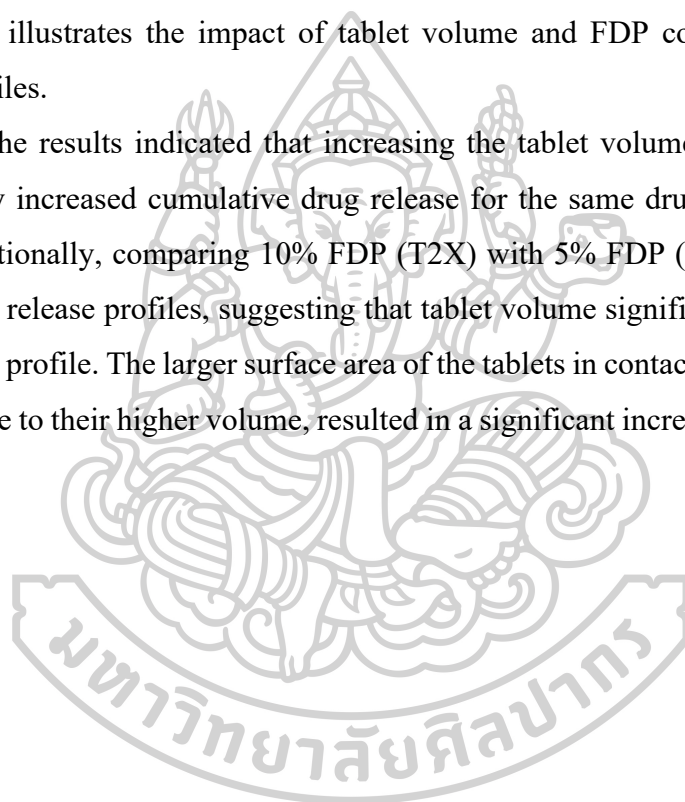 illustrates the impact of tablet volume and FDP co
iles.
he results indicated that increasing the tablet volume
y increased cumulative drug release for the same dru
tionally, comparing 10% FDP (T2X) with 5% FDP (
release profiles, suggesting that tablet volume signifi
profile. The larger surface area of the tablets in contac
e to their higher volume, resulted in a significant incre
มหาวิทยาลัยศิลปากร